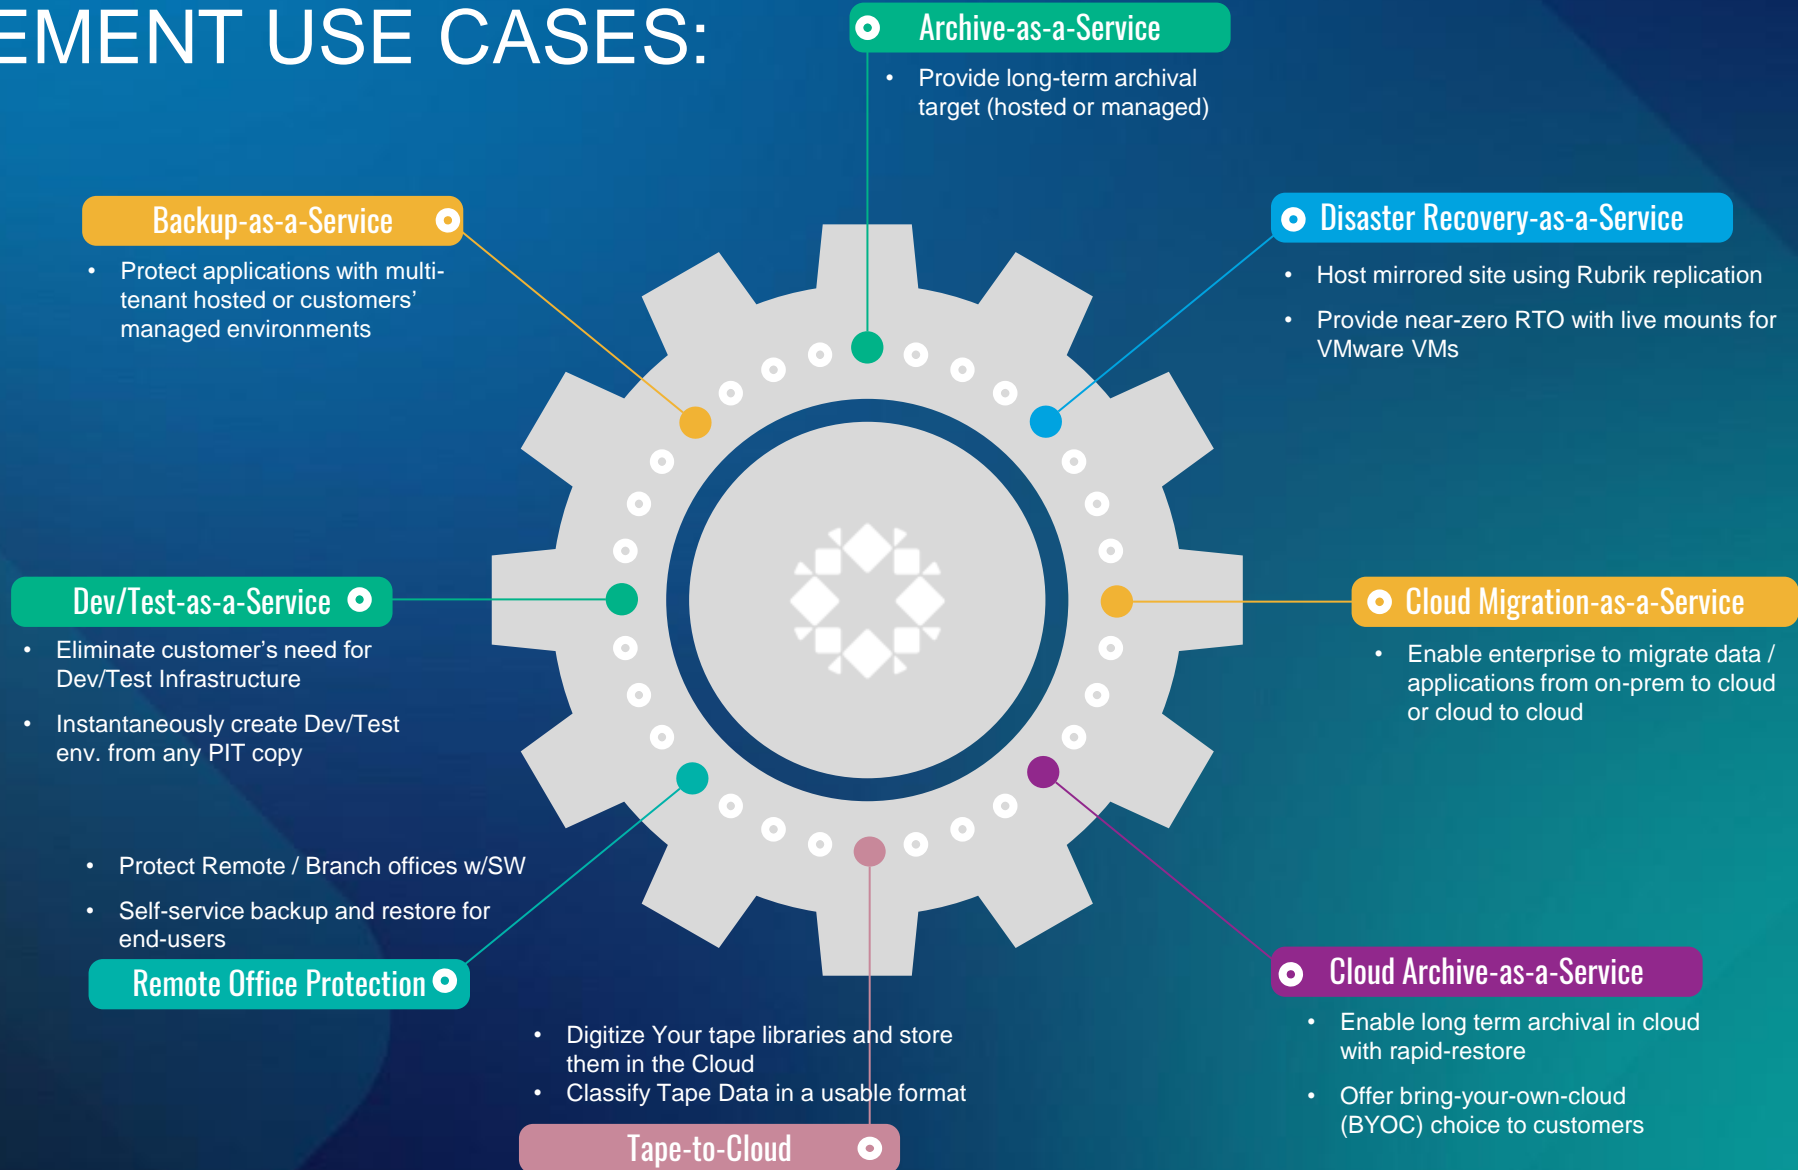 EMENT USE CASES:
Archive-as-a-Service
• Provide long-term archival
target (hosted or managed)
Backup-as-a-Service
• Protect applications with multi-
tenant hosted or customers’
managed environments
Disaster Recovery-as-a-Service
• Host mirrored site using Rubrik replication
• Provide near-zero RTO with live mounts for
VMware VMs
Dev/Test-as-a-Service
• Eliminate customer’s need for
Dev/Test Infrastructure
• Instantaneously create Dev/Test
env. from any PIT copy
Cloud Migration-as-a-Service
• Enable enterprise to migrate data /
applications from on-prem to cloud
or cloud to cloud
• Protect Remote / Branch offices w/SW
• Self-service backup and restore for
end-users
Remote Office Protection
Cloud Archive-as-a-Service
• Enable long term archival in cloud
with rapid-restore
• Offer bring-your-own-cloud
(BYOC) choice to customers
• Digitize Your tape libraries and store
them in the Cloud
• Classify Tape Data in a usable format
Tape-to-Cloud